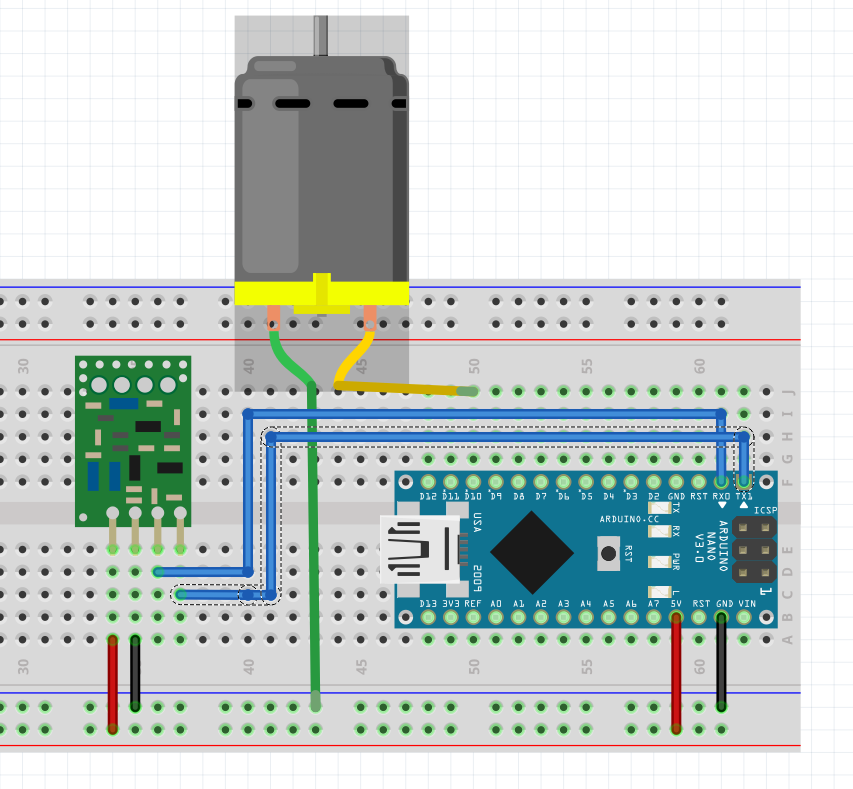 30 40 45 50 55 60
J
I
H
G
F
D12 D11 D10 D9 D8 D7 D6 D5 D4 D3 D2 GND RST RX0 TX1
TX
RX
PWR
L
USA
2009
ARDUINO.CC
RST
ARDUINO
NANO
V3.0
ICSP
1
D13 3V3 REF A0 A1 A2 A3 A4 A5 A6 A7 5V RST GND VIN
E
D
C
B
A
30 40 45 50 55 60